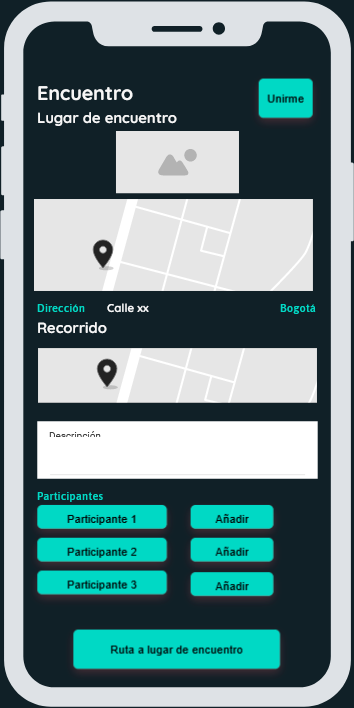 Encuentro
Unirme
Lugar de encuentro
Dirección Calle xx Bogotá
Recorrido
Descripción
Participantes
Participante 1 Añadir
Participante 2 Añadir
Participante 3 Añadir
Ruta a lugar de encuentro